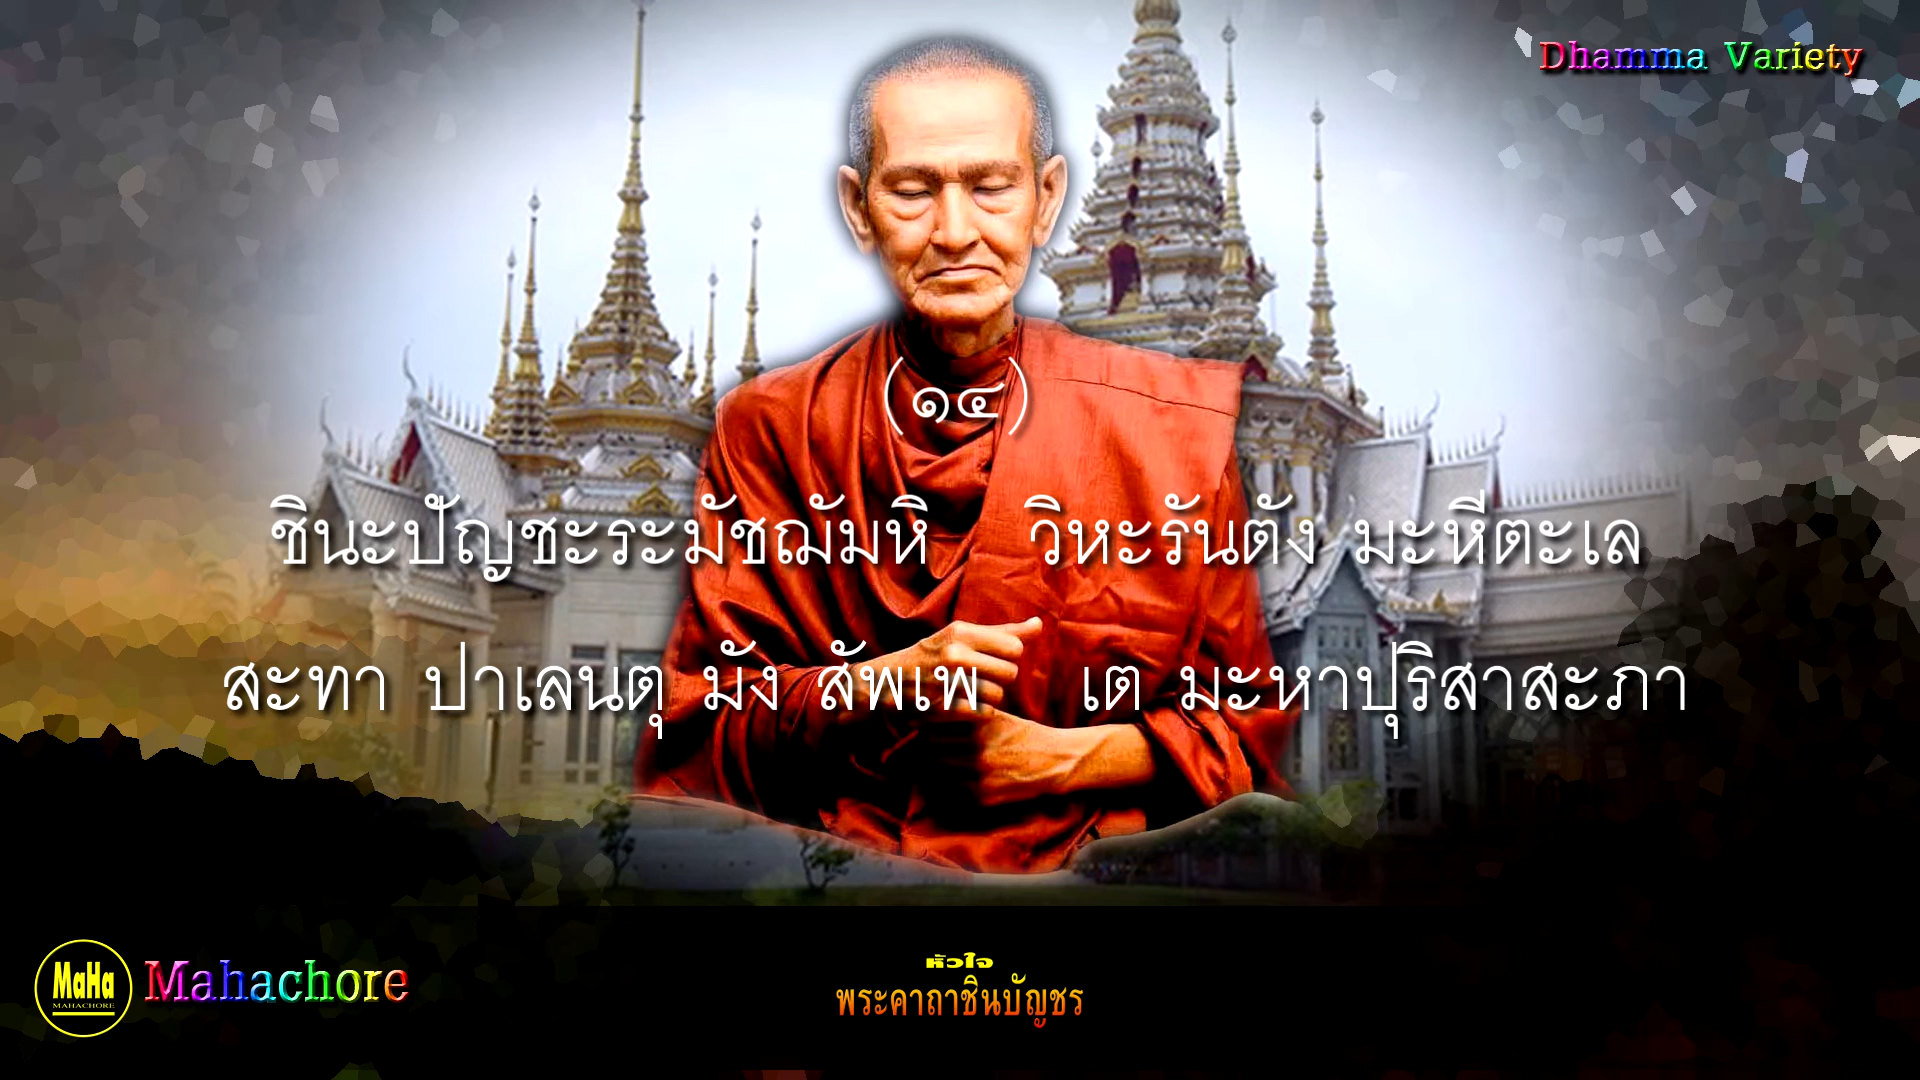 Dhamma Variety
(๑๔)
ชินะปัญชะระมัชฌัมหิ วิหะรันตัง มะหีตะเล
สะทา ปาเลนตุ มัง สัพเพ เต มะหาปุริสาสะภา
MaHa
MAHACHORE
Mahachore
หัวใจ
พระคาถาชินบัญชร